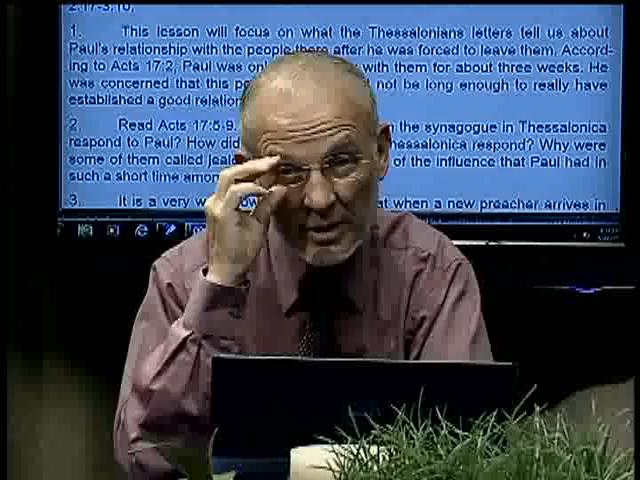 2:17-3:10.
1. This lesson will focus on what the Thessalonians letters tell us about
Paul's relationship with the people there after he was forced to leave them. Accord-
ing to Acts 17:2, Paul was only with them for about three weeks. He
was concerned that this not be long enough to really have
established a good relation
2 Read Acts 17:5-9. the synagogue in Thessalonica
respond to Paul? How did Thessalonica respond? Why were
some of them called jealo of the influence that Paul had in
such a short time among
3. It is a very when a new preacher arrives in